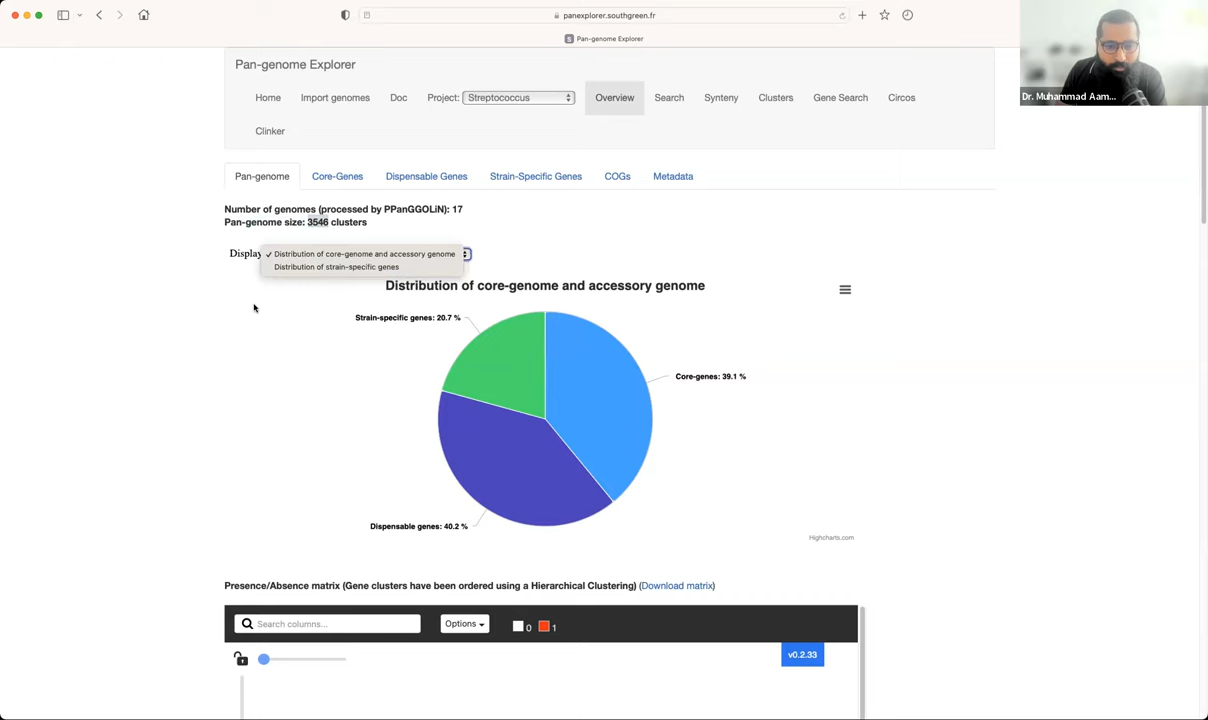 panexplorer.southgreen.fr
Pan-genome Explorer
Dr. Muhammad Aam...
Pan-genome Explorer
Home Import genomes Doc Project: Streptococcus Overview Search Synteny Clusters Gene Search Circos
Clinker
Pan-genome Core-Genes Dispensable Genes Strain-Specific Genes COGs Metadata
Number of genomes (processed by PPanGGOLiN): 17
Pan-genome size: 3546 clusters
Display ✓ Distribution of core-genome and accessory genome
Distribution of strain-specific genes
Distribution of core-genome and accessory genome
Strain-specific genes: 20.7 %
Core-genes: 39.1 %
Dispensable genes: 40.2 %
Highcharts.com
Presence/Absence matrix (Gene clusters have been ordered using a Hierarchical Clustering) (Download matrix)
Search columns... Options 0 1
v0.2.33